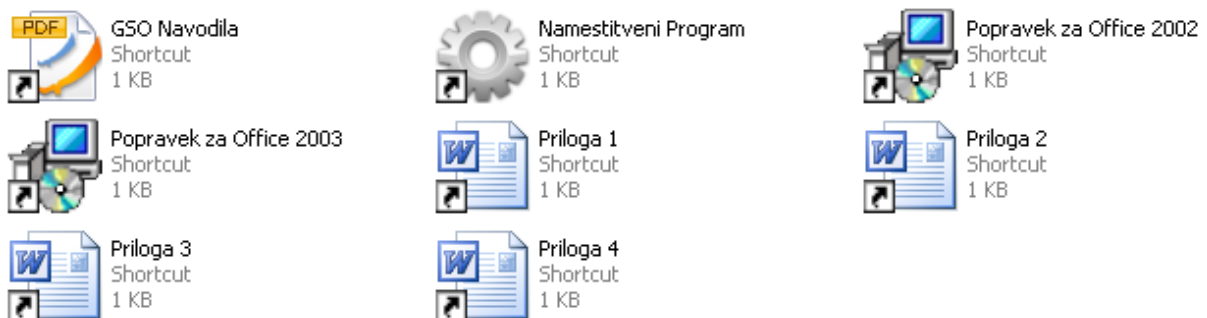 PDF
GSO Navodila
Shortcut
1 KB
Namestitveni Program
Shortcut
1 KB
Popravek za Office 2002
Shortcut
1 KB
Popravek za Office 2003
Shortcut
1 KB
W
Priloga 1
Shortcut
1 KB
W
Priloga 2
Shortcut
1 KB
W
Priloga 3
Shortcut
1 KB
W
Priloga 4
Shortcut
1 KB